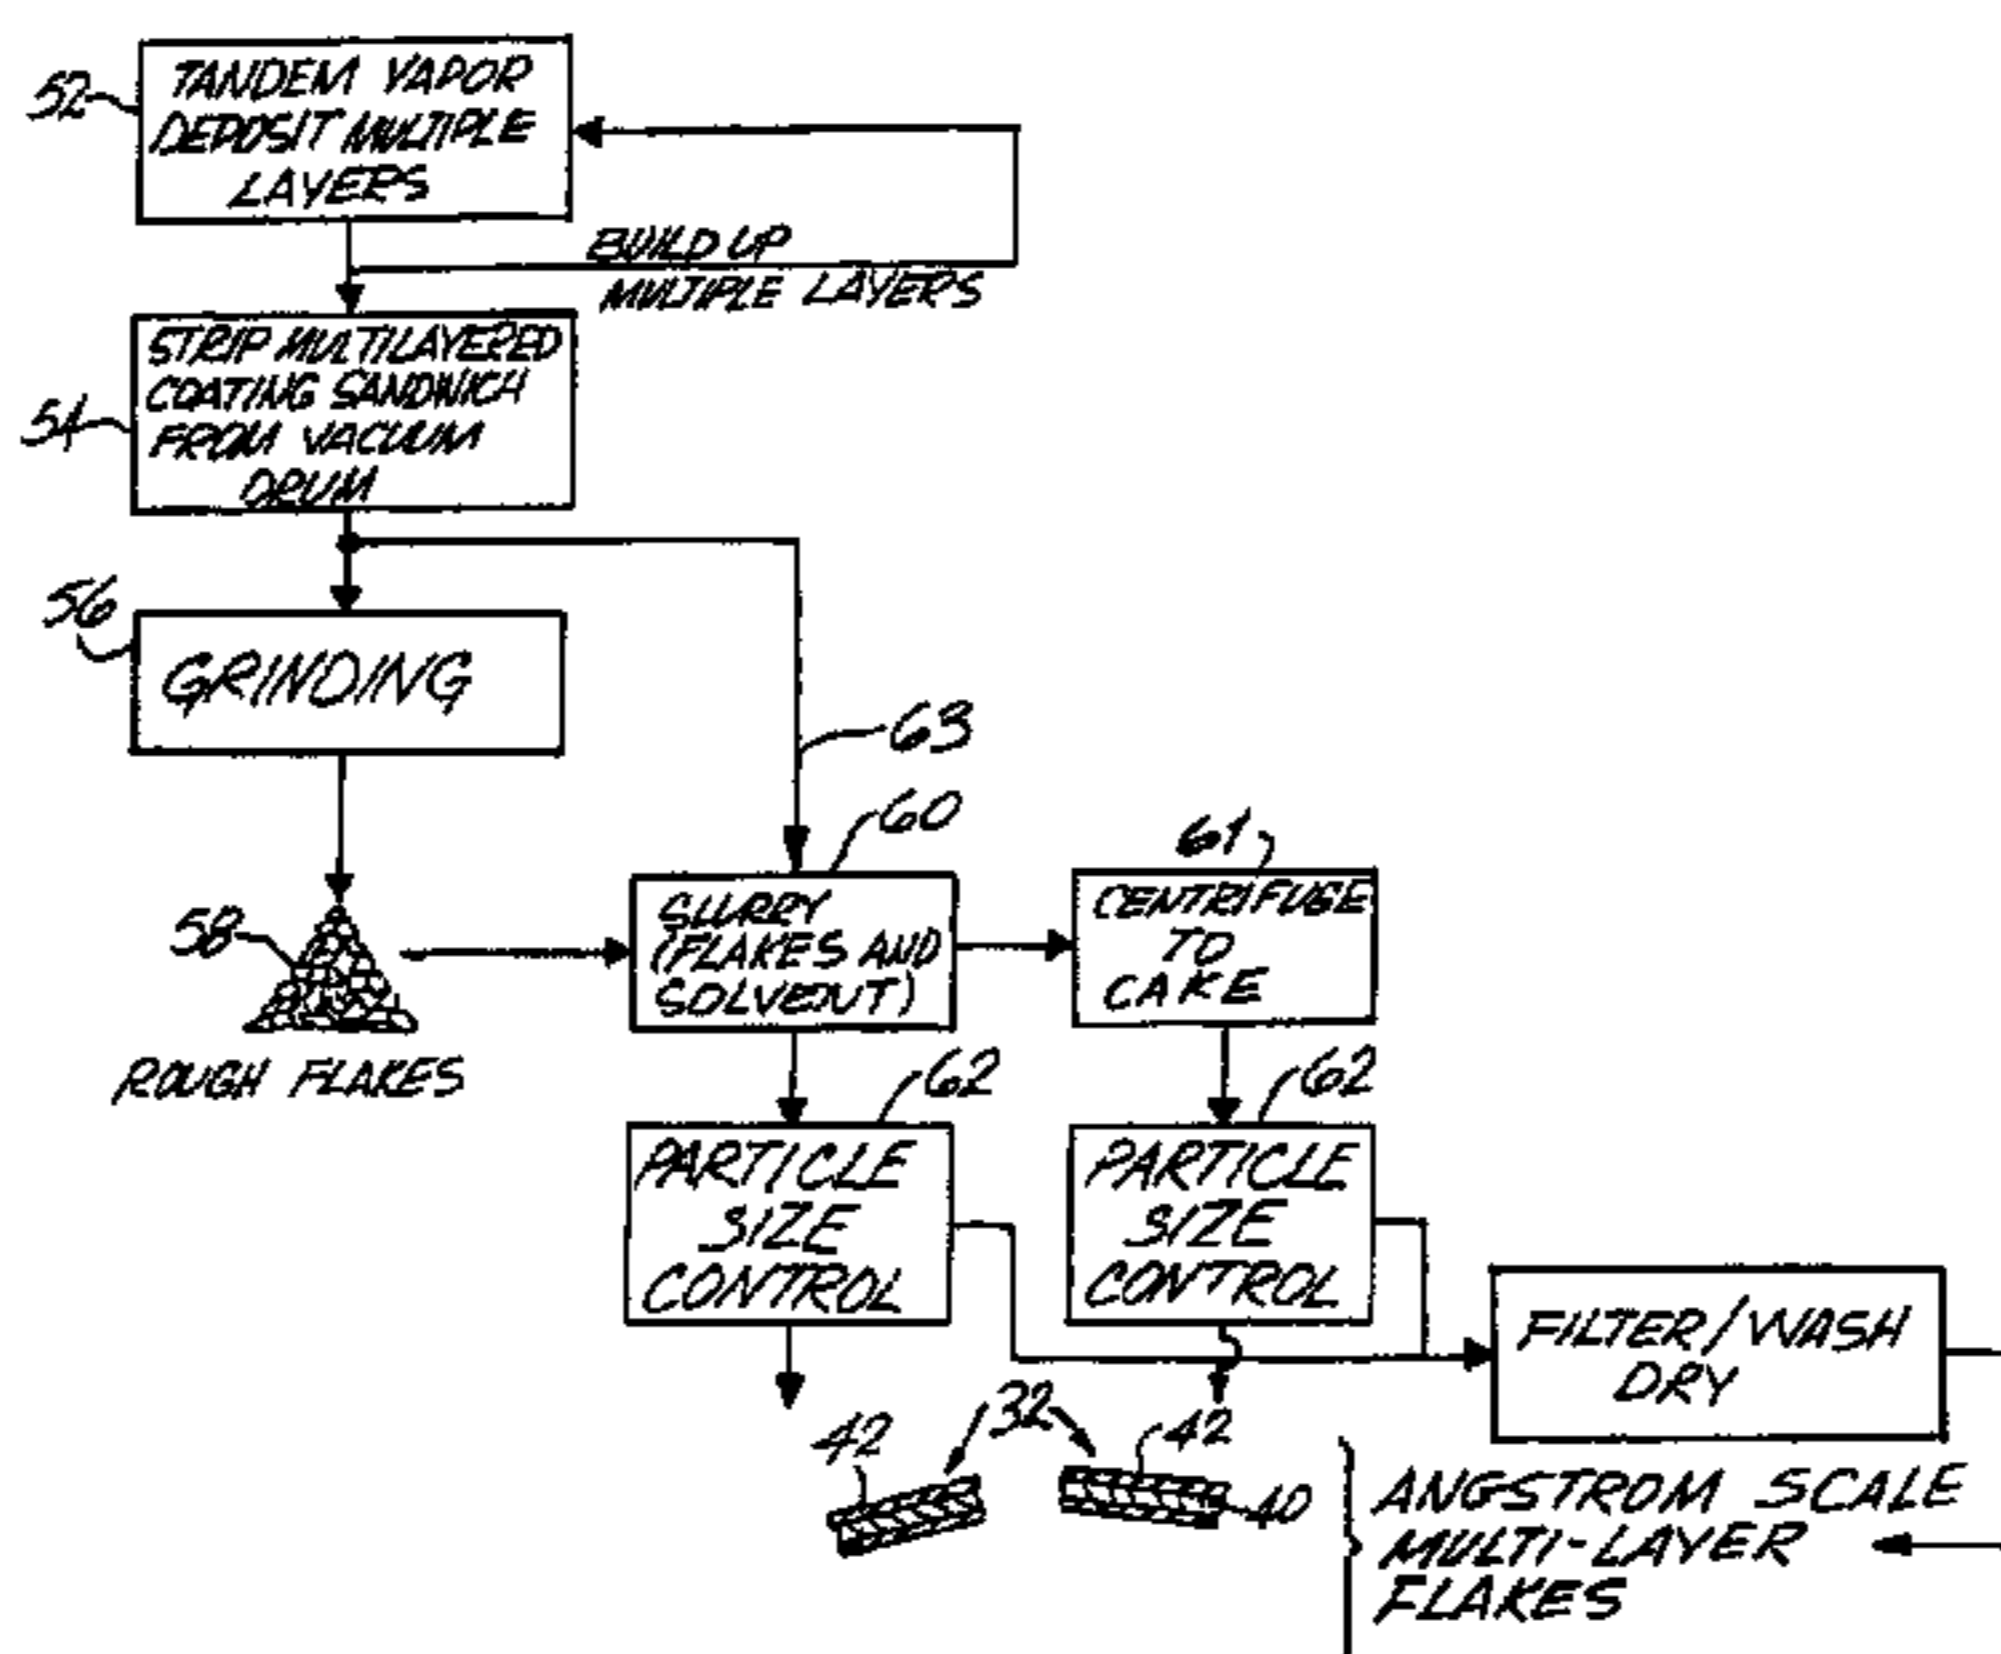 52
TANDEM VAPOR
DEPOSIT MULTIPLE
LAYERS
BUILD UP
MULTIPLE LAYERS
54
STRIP MULTILAYERED
COATING SANDWICH
FROM VACUUM
DRUM
56
GRINDING
63
60
61
58
ROUGH FLAKES
SLURRY
(FLAKES AND
SOLVENT)
CENTRIFUGE
TO
CAKE
62
62
PARTICLE
SIZE
CONTROL
PARTICLE
SIZE
CONTROL
FILTER/WASH
DRY
42
32
42
40
ANGSTROM SCALE
MULTI-LAYER
FLAKES